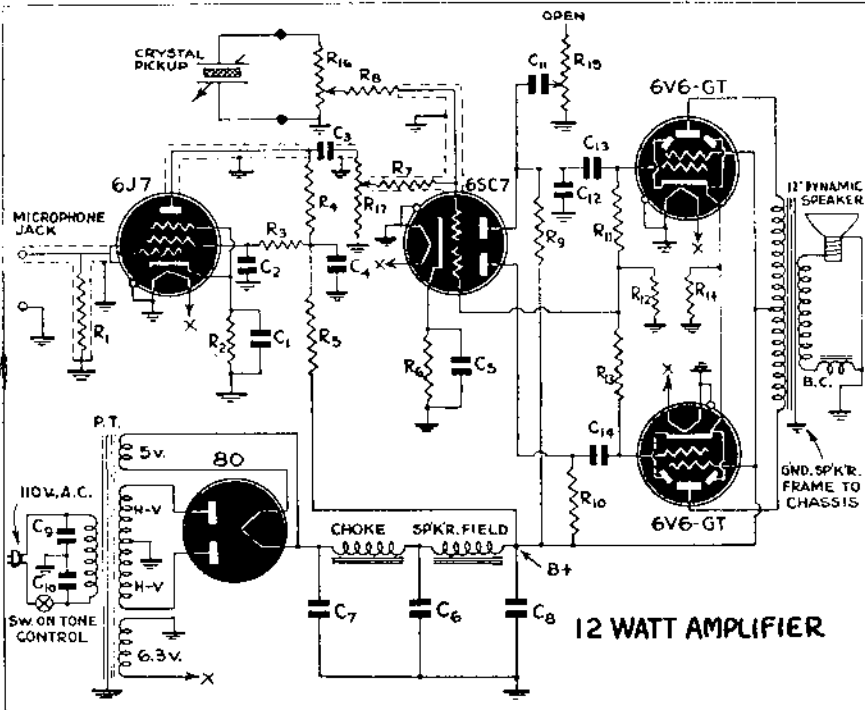 OPEN
CRYSTAL
PICKUP
R16
R8
C11
R15
6V6-GT
C3
C13
6J7
R7
6SC7
C12
12" DYNAMIC
SPEAKER
MICROPHONE
JACK
R4
R17
R3
R9
R11
C2
C4
X
X
X
R12
R14
R1
R2
C1
R5
R6
C5
R13
X
B.C.
P.T.
5V.
80
C14
GND. SP'K'R.
FRAME TO
CHASSIS
110V. A.C.
H-V
R10
6V6-GT
C9
CHOKE
SP'KR. FIELD
C10
H-V
B+
SW. ON TONE
CONTROL
C7
C6
C8
12 WATT AMPLIFIER
6.3V.
X